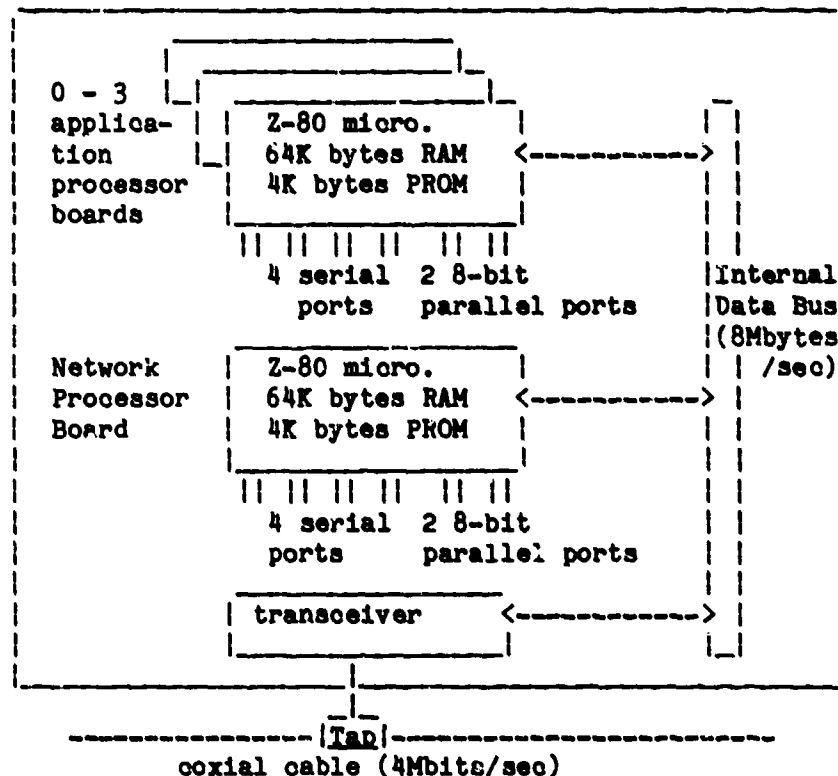 0 - 3
applica-
tion
processor
boards
Z-80 micro.
64K bytes RAM
4K bytes PROM
4 serial 2 8-bit
ports parallel ports
Internal
Data Bus
(8Mbytes
/sec)
Network
Processor
Board
Z-80 micro.
64K bytes RAM
4K bytes PROM
4 serial 2 8-bit
ports parallel ports
transceiver
Tap
coxial cable (4Mbits/sec)